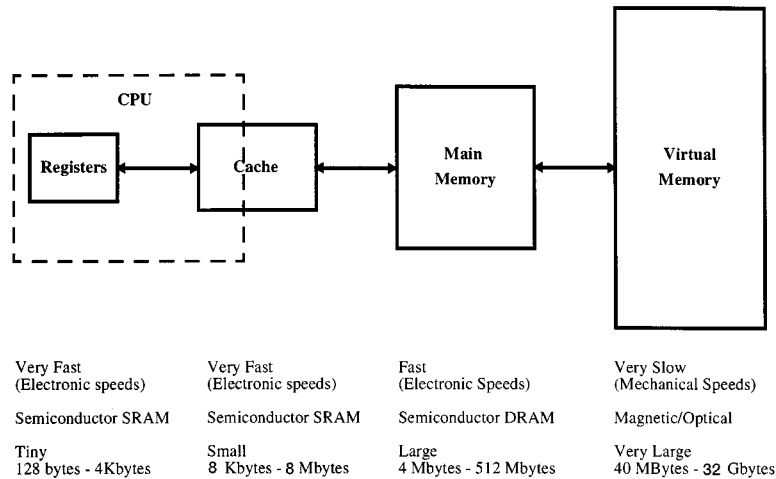 CPU
Registers
Cache
Main
Memory
Virtual
Memory
Very Fast
(Electronic speeds)
Semiconductor SRAM
Tiny
128 bytes - 4Kbytes
Very Fast
(Electronic speeds)
Semiconductor SRAM
Small
8 Kbytes - 8 Mbytes
Fast
(Electronic Speeds)
Semiconductor DRAM
Large
4 Mbytes - 512 Mbytes
Very Slow
(Mechanical Speeds)
Magnetic/Optical
Very Large
40 MBytes - 32 Gbytes